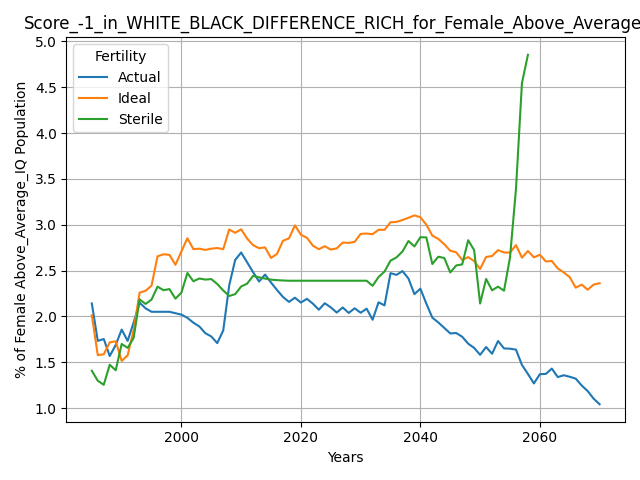 Score_-1_in_WHITE_BLACK_DIFFERENCE_RICH_for_Female_Above_Average
5.0
4.5
4.0
3.5
3.0
2.5
2.0
1.5
1.0
% of Female Above_Average_IQ Population
Fertility
Actual
Ideal
Sterile
2000 2020 2040 2060
Years